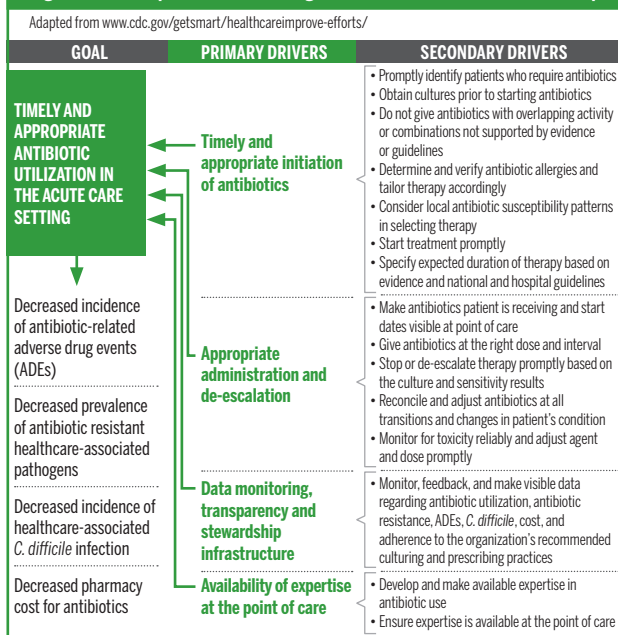 Adapted from www.cdc.gov/getsmart/healthcareimprove-efforts/
GOAL
PRIMARY DRIVERS
SECONDARY DRIVERS
TIMELY AND
APPROPRIATE
ANTIBIOTIC
UTILIZATION IN
THE ACUTE CARE
SETTING
Decreased incidence
of antibiotic-related
adverse drug events
(ADEs)
Decreased prevalence
of antibiotic resistant
healthcare-associated
pathogens
Decreased incidence of
healthcare-associated
C. difficile infection
Decreased pharmacy
cost for antibiotics
Timely and
appropriate initiation
of antibiotics
• Promptly identify patients who require antibiotics
• Obtain cultures prior to starting antibiotics
• Do not give antibiotics with overlapping activity
or combinations not supported by evidence
or guidelines
• Determine and verify antibiotic allergies and
tailor therapy accordingly
• Consider local antibiotic susceptibility patterns
in selecting therapy
• Start treatment promptly
• Specify expected duration of therapy based on
evidence and national and hospital guidelines
Appropriate
administration and
de-escalation
• Make antibiotics patient is receiving and start
dates visible at point of care
• Give antibiotics at the right dose and interval
• Stop or de-escalate therapy promptly based on
the culture and sensitivity results
• Reconcile and adjust antibiotics at all
transitions and changes in patient's condition
• Monitor for toxicity reliably and adjust agent
and dose promptly
Data monitoring,
transparency and
stewardship
infrastructure
• Monitor, feedback, and make visible data
regarding antibiotic utilization, antibiotic
resistance, ADEs, C. difficile, cost, and
adherence to the organization's recommended
culturing and prescribing practices
Availability of expertise
at the point of care
• Develop and make available expertise in
antibiotic use
• Ensure expertise is available at the point of care